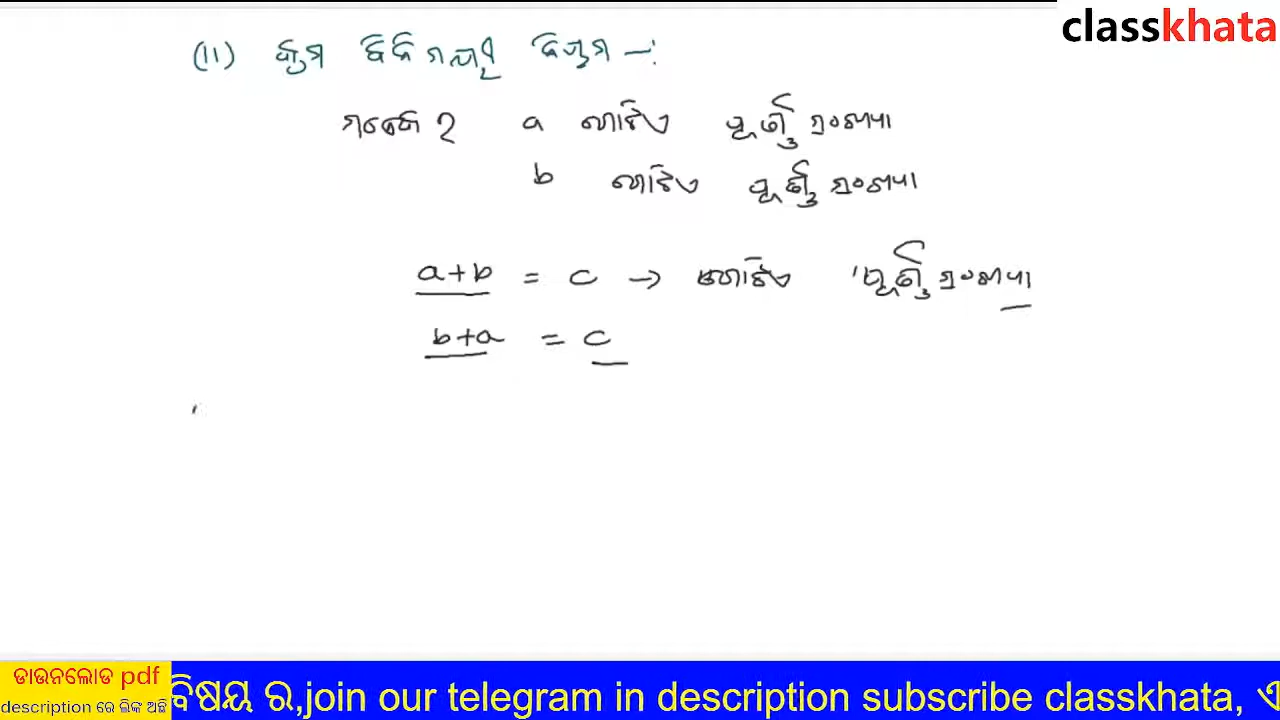 classkhata
(II) କ୍ରମ ବିନିମୟୀ ନିୟମ -:
ମନେକର a ଗୋଟିଏ ପୂର୍ଣ୍ଣ ସଂଖ୍ୟା
b ଗୋଟିଏ ପୂର୍ଣ୍ଣ ସଂଖ୍ୟା
a+b = c → ଗୋଟିଏ ପୂର୍ଣ୍ଣ ସଂଖ୍ୟା
b+a = c
ଡାଉନଲୋଡ pdf
description ରେ ଲିଙ୍କ ଅଛି
ବିଷୟ ର,join our telegram in description subscribe classkhata, ଏ